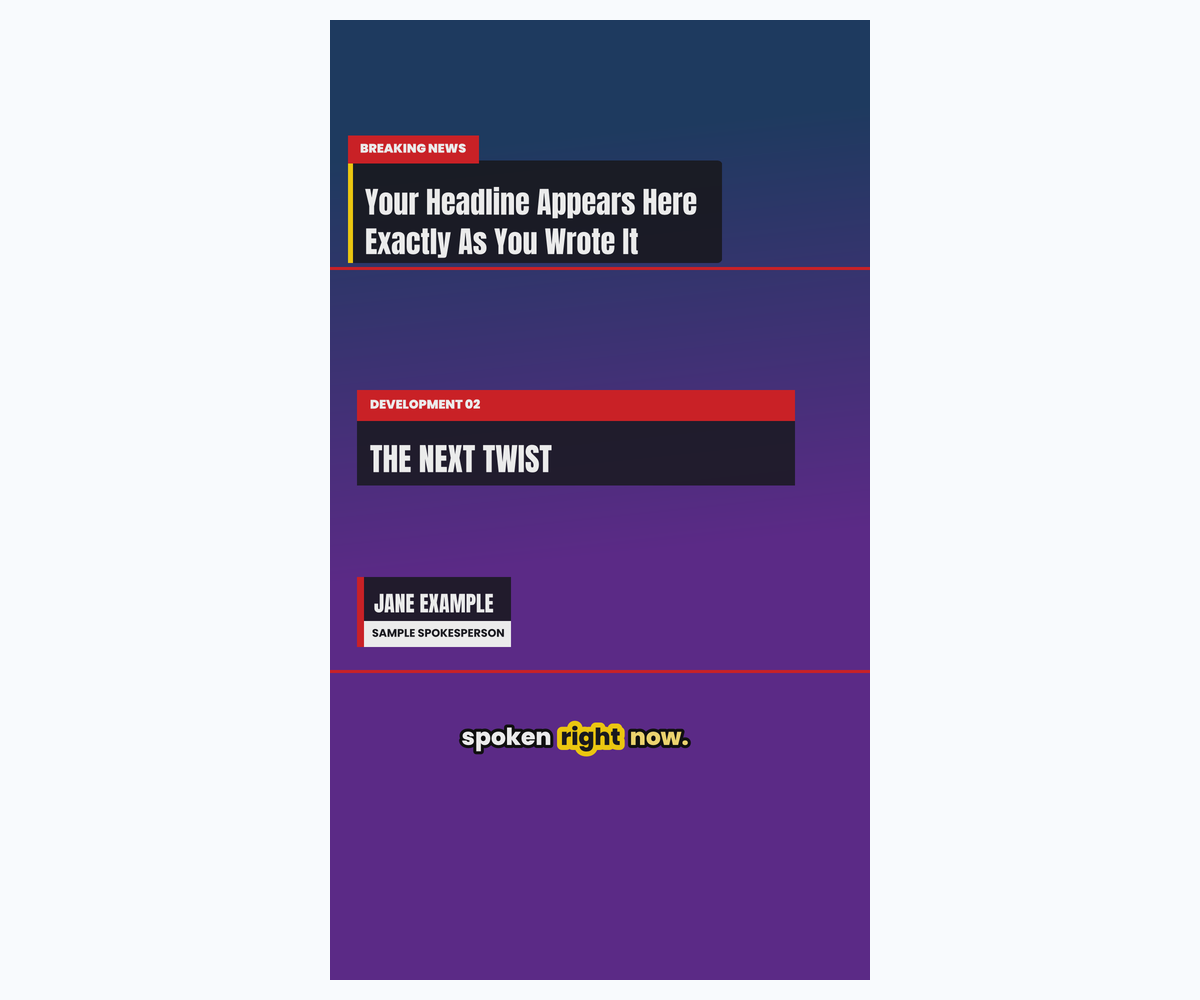 BREAKING NEWS
Your Headline Appears Here
Exactly As You Wrote It
DEVELOPMENT 02
THE NEXT TWIST
JANE EXAMPLE
SAMPLE SPOKESPERSON
spoken right now.